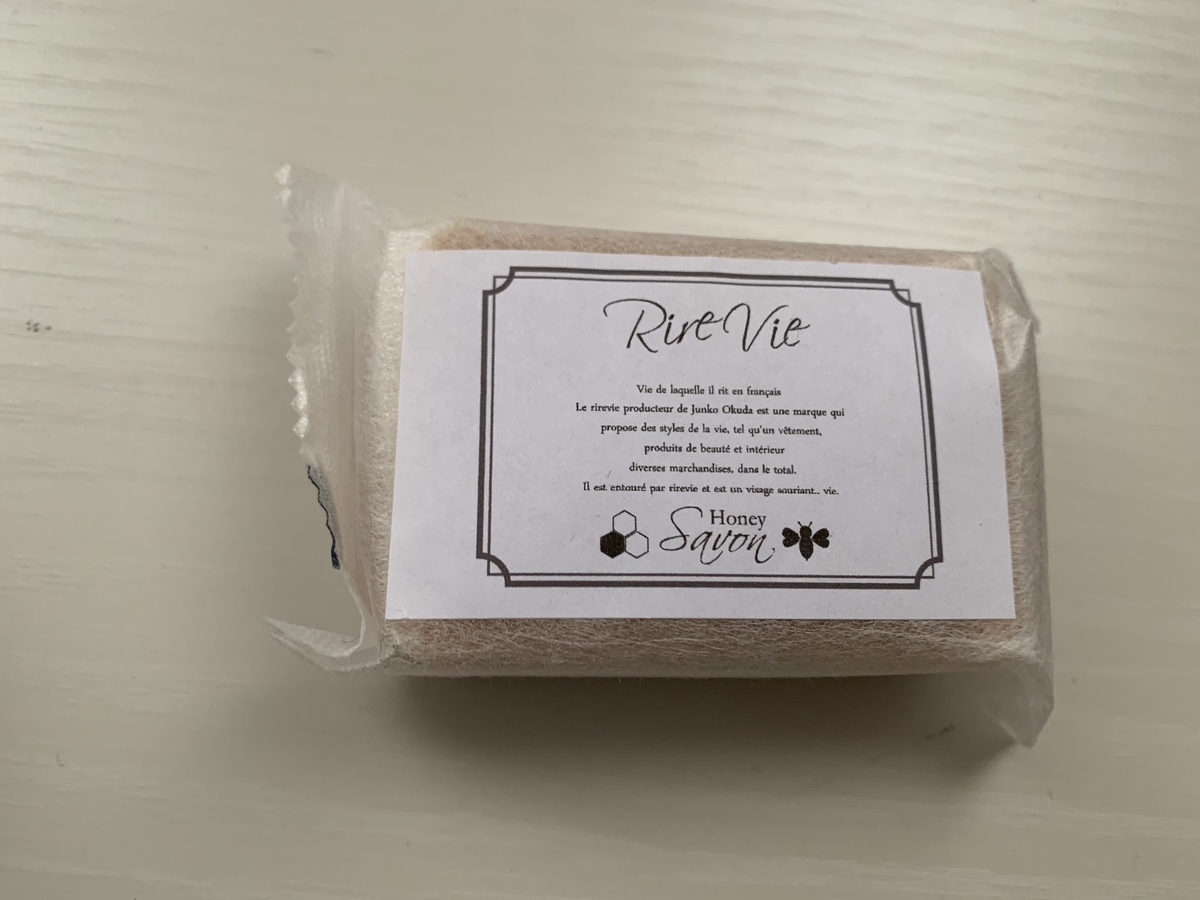 Rire Vie
Vie de laquelle il rit en français
Le rirevie producteur de Junko Okuda est une marque qui
propose des styles de la vie, tel qu'un vêtement,
produits de beauté et intérieur
diverses marchandises, dans le total.
Il est entouré par rirevie et est un visage souriant.. vie.
Honey
Savon